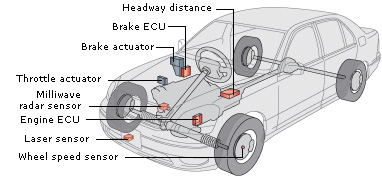 Headway distance
Brake ECU
Brake actuator
Throttle actuator
Milliwave
radar sensor
Engine ECU
Laser sensor
Wheel speed sensor